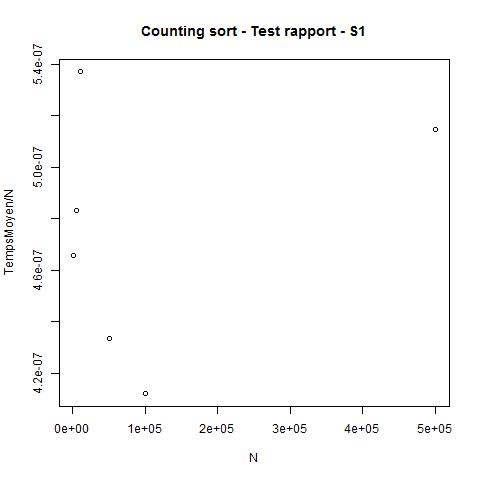 Counting sort - Test rapport - S1
TempsMoyen/N
5.4e-07
5.0e-07
4.6e-07
4.2e-07
0e+00 1e+05 2e+05 3e+05 4e+05 5e+05
N